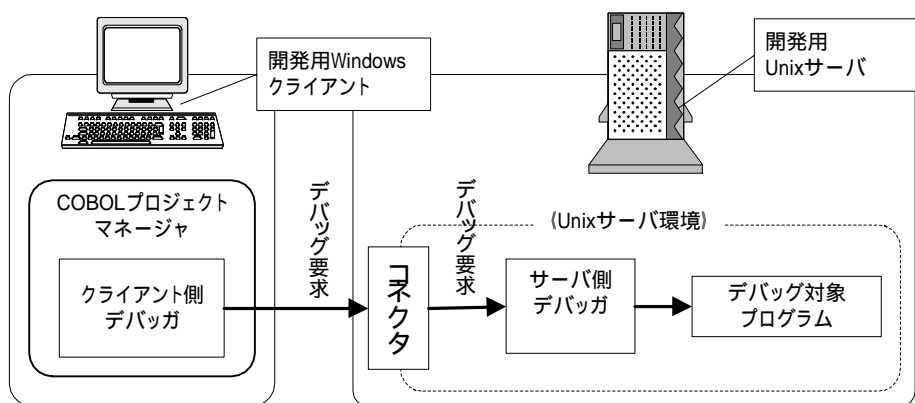 開発用Windows
クライアント
開発用
Unixサーバ
COBOLプロジェクト
マネージャ
クライアント側
デバッガ
デバッグ要求
コネクタ
デバッグ要求
(Unixサーバ環境)
サーバ側
デバッガ
デバッグ対象
プログラム